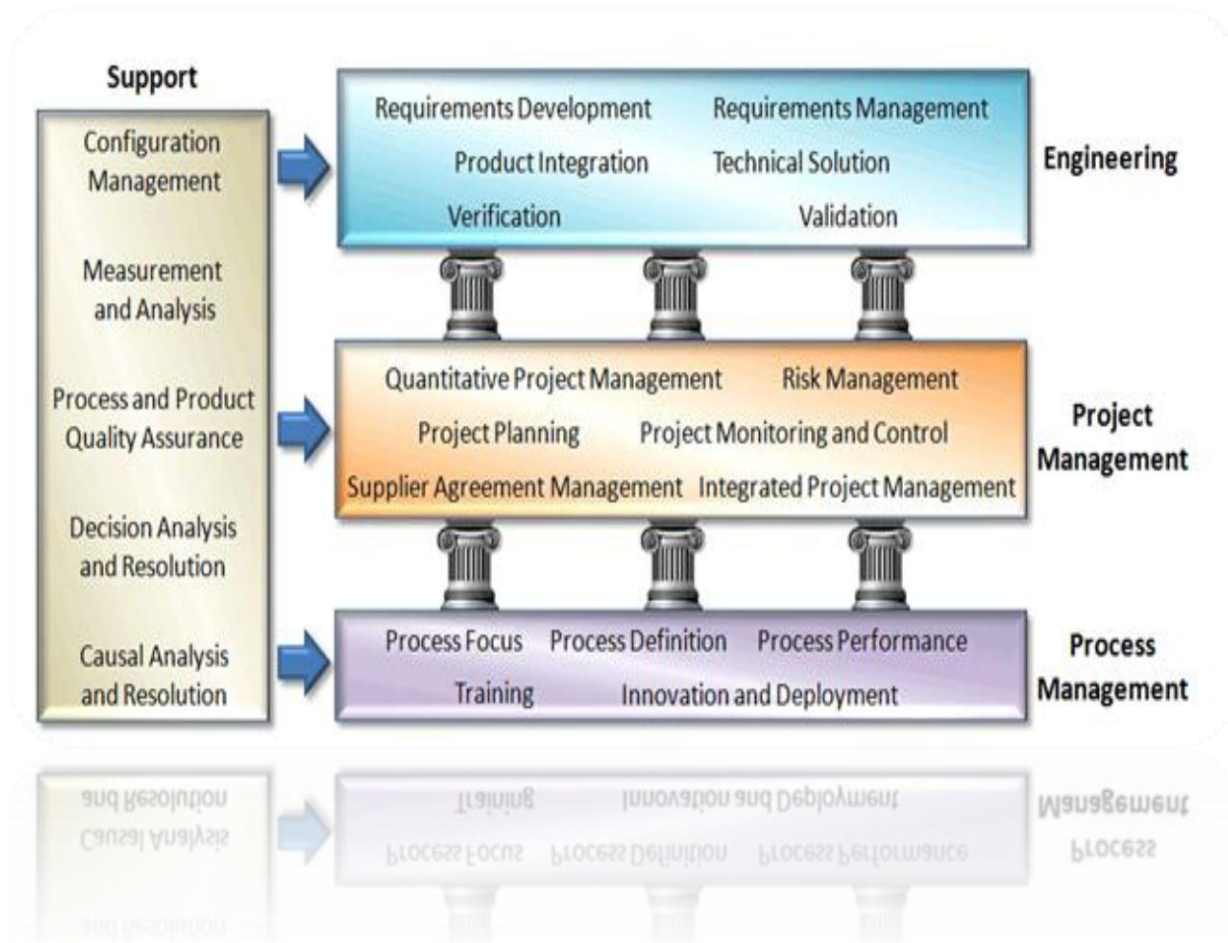 Support
Configuration
Management
Measurement
and Analysis
Process and Product
Quality Assurance
Decision Analysis
and Resolution
Causal Analysis
and Resolution
Requirements Development Requirements Management
Product Integration Technical Solution
Verification Validation
Engineering
Quantitative Project Management Risk Management
Project Planning Project Monitoring and Control
Supplier Agreement Management Integrated Project Management
Project
Management
Process Focus Process Definition Process Performance
Training Innovation and Deployment
Process
Management